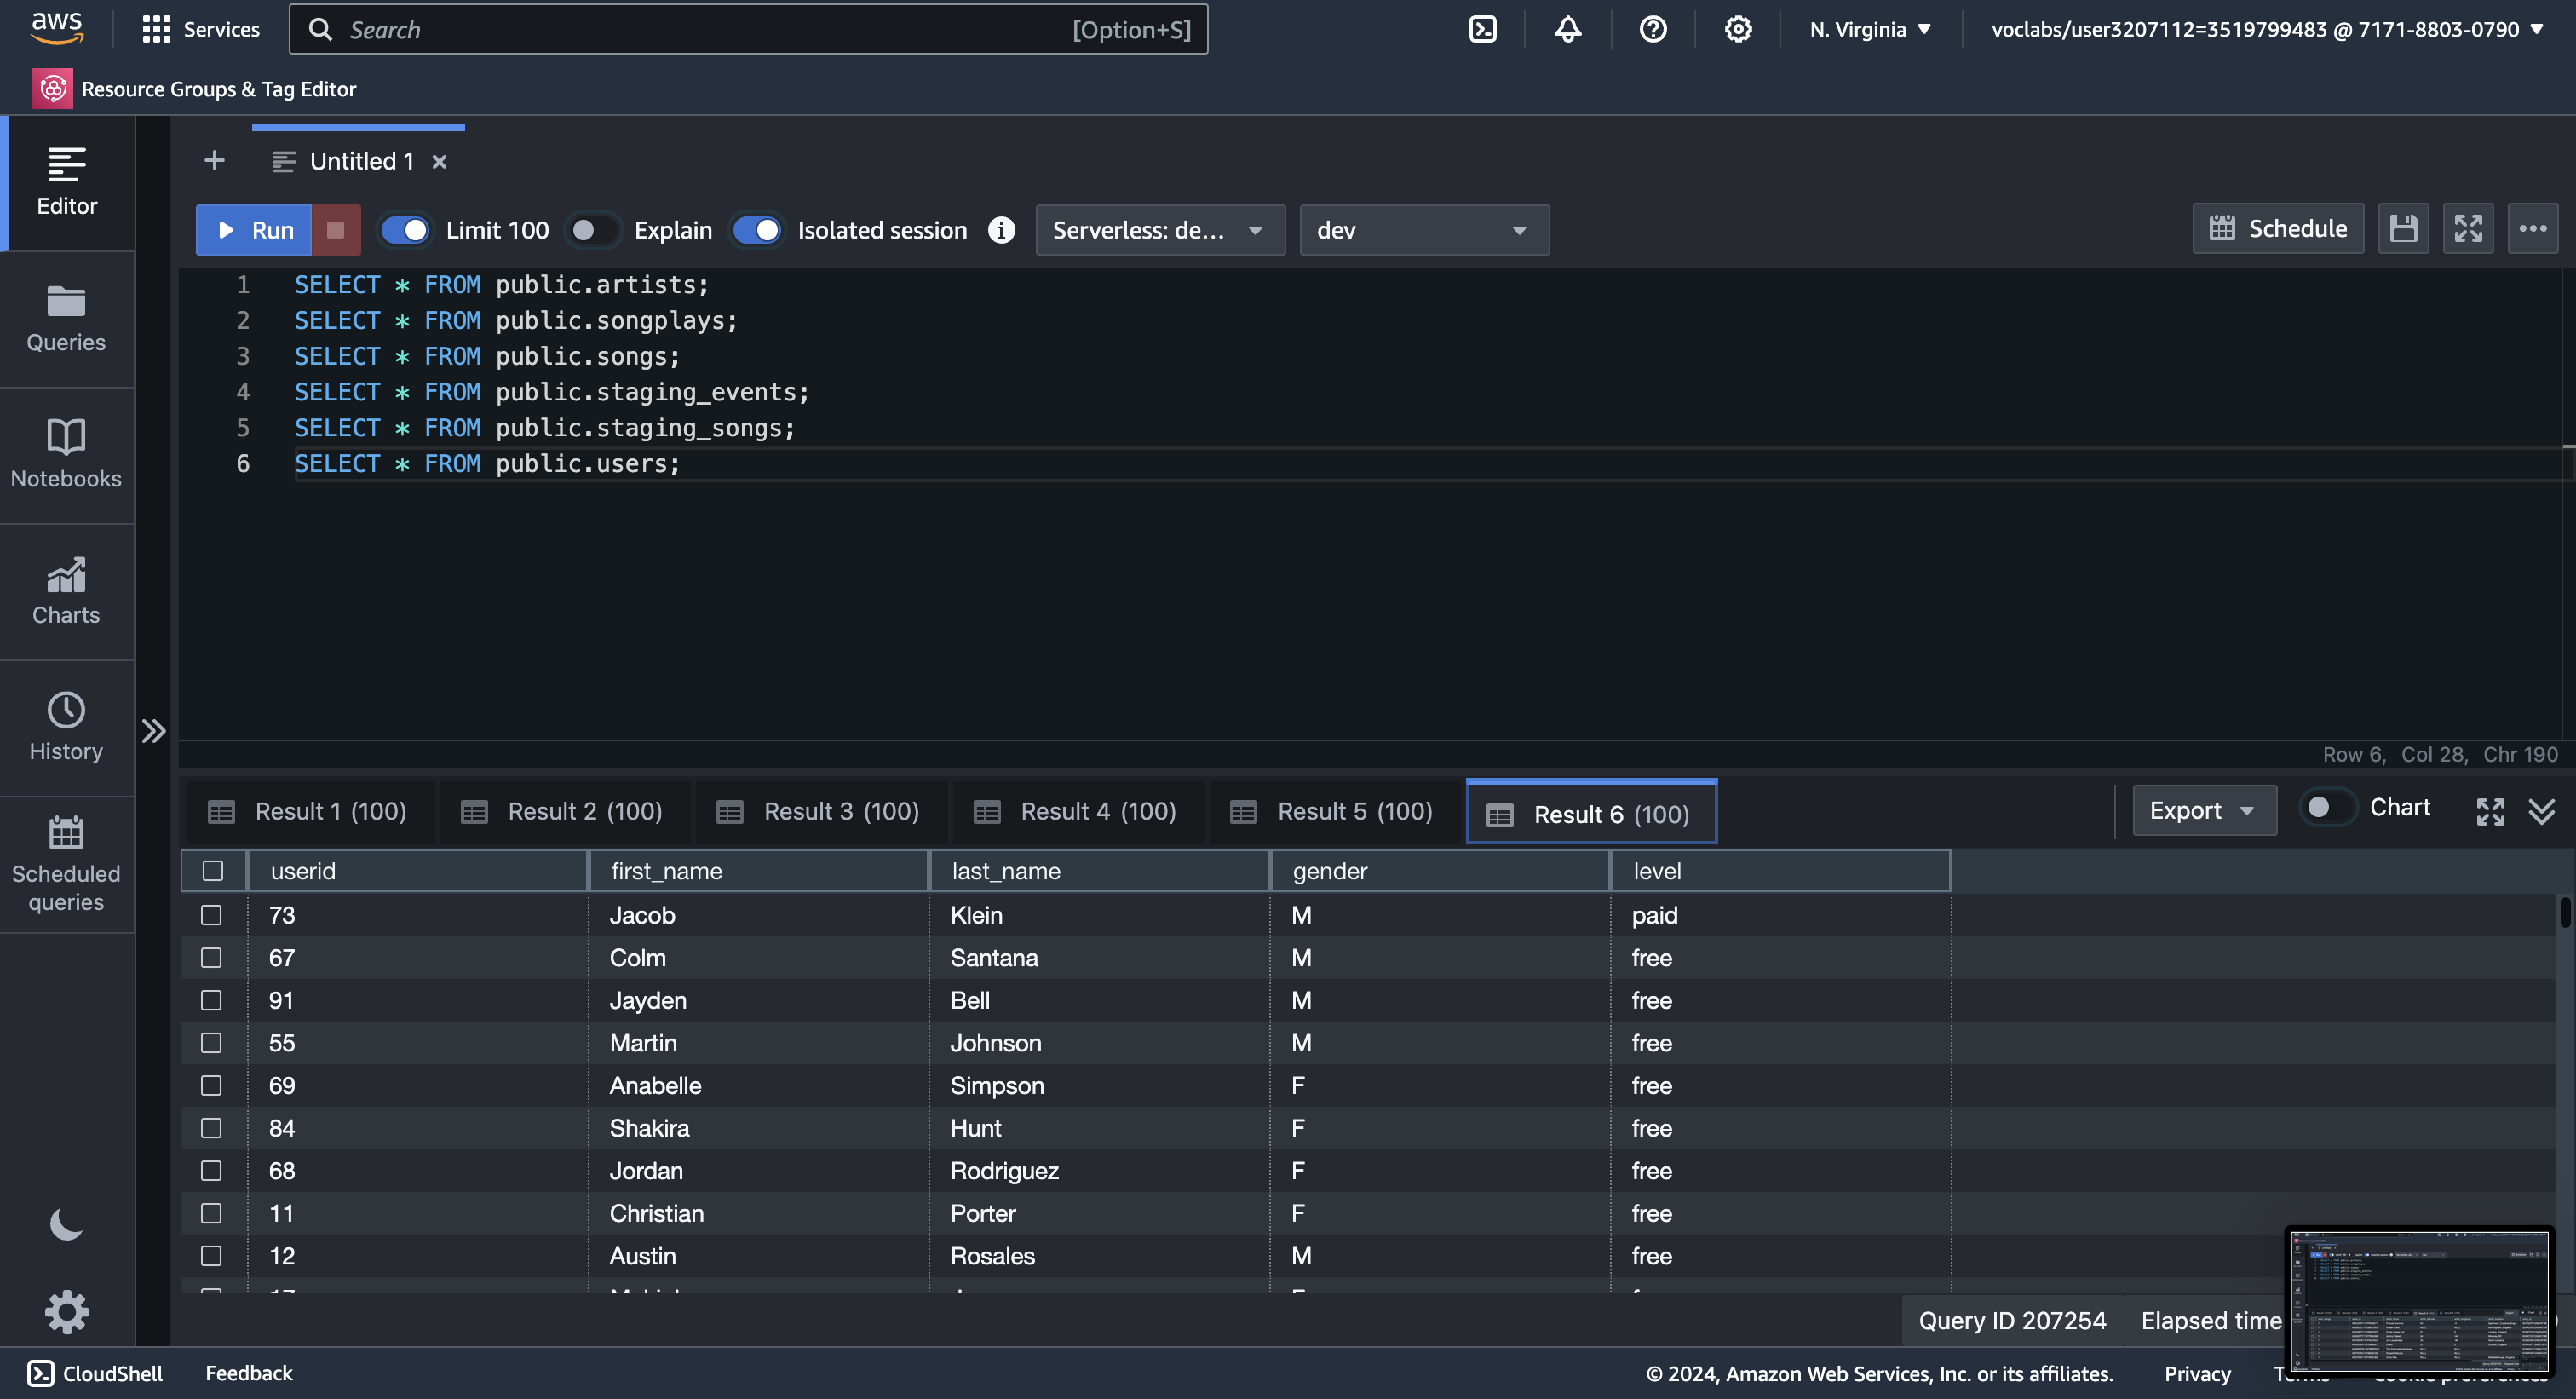 aws
Services
Search
[Option+S]
N. Virginia
voclabs/user3207112=3519799483 @ 7171-8803-0790
Resource Groups & Tag Editor
Editor
Queries
Notebooks
Charts
History
Scheduled
queries
Untitled 1
Run
Limit 100
Explain
Isolated session
Serverless: de...
dev
Schedule
1 SELECT * FROM public.artists;
2 SELECT * FROM public.songplays;
3 SELECT * FROM public.songs;
4 SELECT * FROM public.staging_events;
5 SELECT * FROM public.staging_songs;
6 SELECT * FROM public.users;
Row 6, Col 28, Chr 190
Result 1 (100)
Result 2 (100)
Result 3 (100)
Result 4 (100)
Result 5 (100)
Result 6 (100)
Export
Chart
userid first_name last_name gender level
73 Jacob Klein M paid
67 Colm Santana M free
91 Jayden Bell M free
55 Martin Johnson M free
69 Anabelle Simpson F free
84 Shakira Hunt F free
68 Jordan Rodriguez F free
11 Christian Porter F free
12 Austin Rosales M free
Query ID 207254 Elapsed time
CloudShell
Feedback
© 2024, Amazon Web Services, Inc. or its affiliates.
Privacy
Terms
Cookie preferences